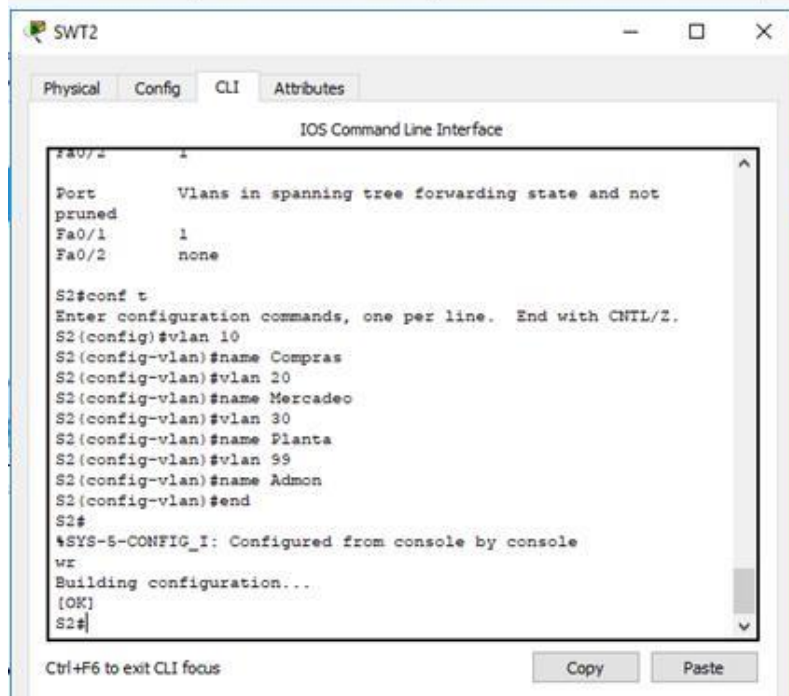 SWT2
Physical Config CLI Attributes
IOS Command Line Interface
Fa0/2 1
Port Vlans in spanning tree forwarding state and not
pruned
Fa0/1 1
Fa0/2 none
S2#conf t
Enter configuration commands, one per line. End with CNTL/Z.
S2(config)#vlan 10
S2(config-vlan)#name Compras
S2(config-vlan)#vlan 20
S2(config-vlan)#name Mercadeo
S2(config-vlan)#vlan 30
S2(config-vlan)#name Planta
S2(config-vlan)#vlan 99
S2(config-vlan)#name Admon
S2(config-vlan)#end
S2#
%SYS-5-CONFIG_I: Configured from console by console
wr
Building configuration...
[OK]
S2#
Ctrl+F6 to exit CLI focus Copy Paste